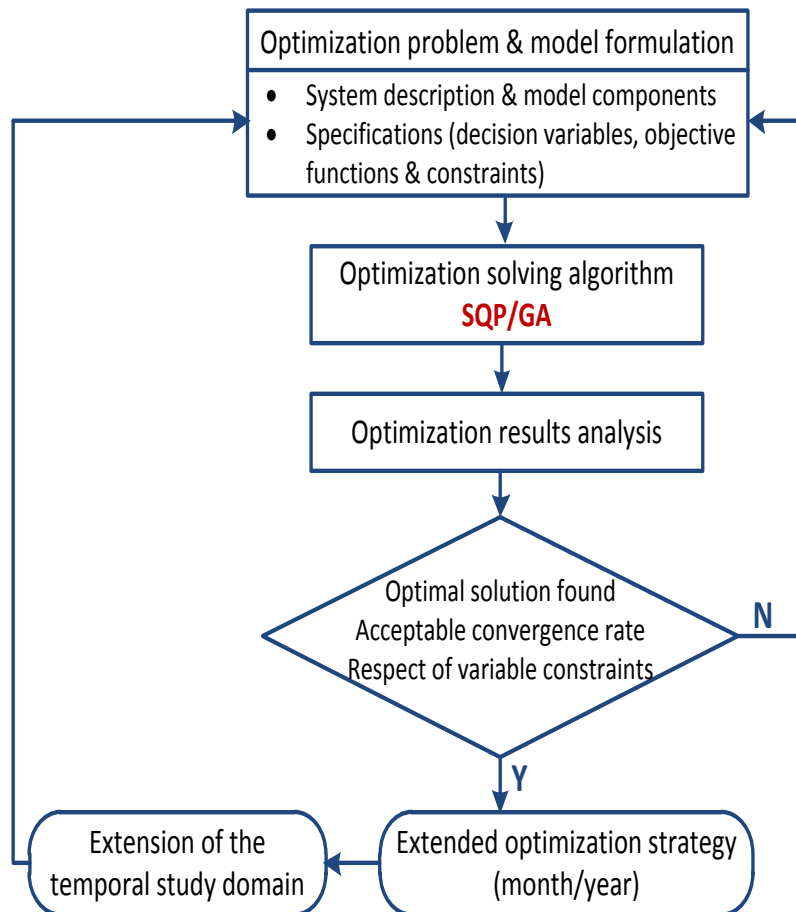 Optimization problem & model formulation
• System description & model components
• Specifications (decision variables, objective
functions & constraints)
Optimization solving algorithm
SQP/GA
Optimization results analysis
Optimal solution found
Acceptable convergence rate
Respect of variable constraints
N
Y
Extension of the
temporal study domain
Extended optimization strategy
(month/year)